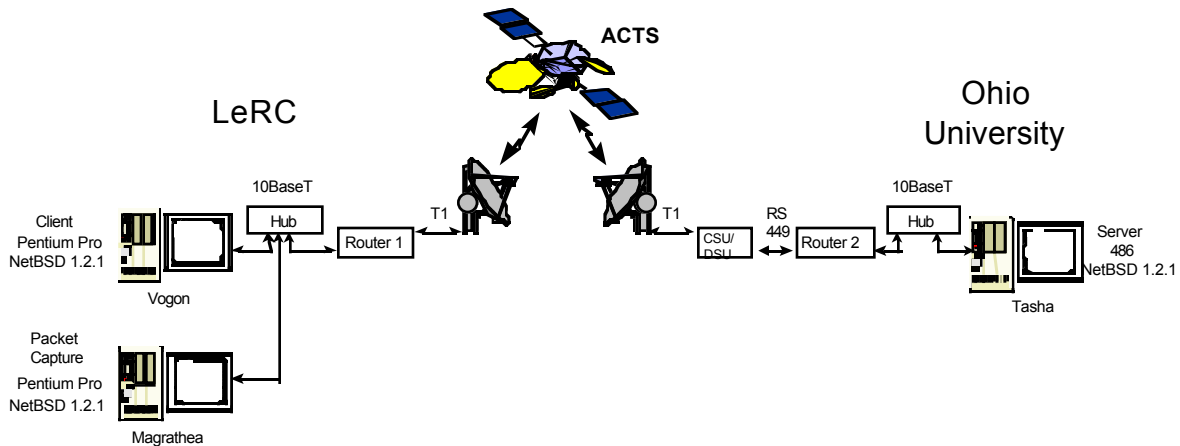 ACTS
LeRC
Ohio
University
10BaseT
Hub
Client
Pentium Pro
NetBSD 1.2.1
Vogon
Router 1
T1
T1
CSU/
DSU
RS
449
Router 2
10BaseT
Hub
Server
486
NetBSD 1.2.1
Tasha
Packet
Capture
Pentium Pro
NetBSD 1.2.1
Magrathea